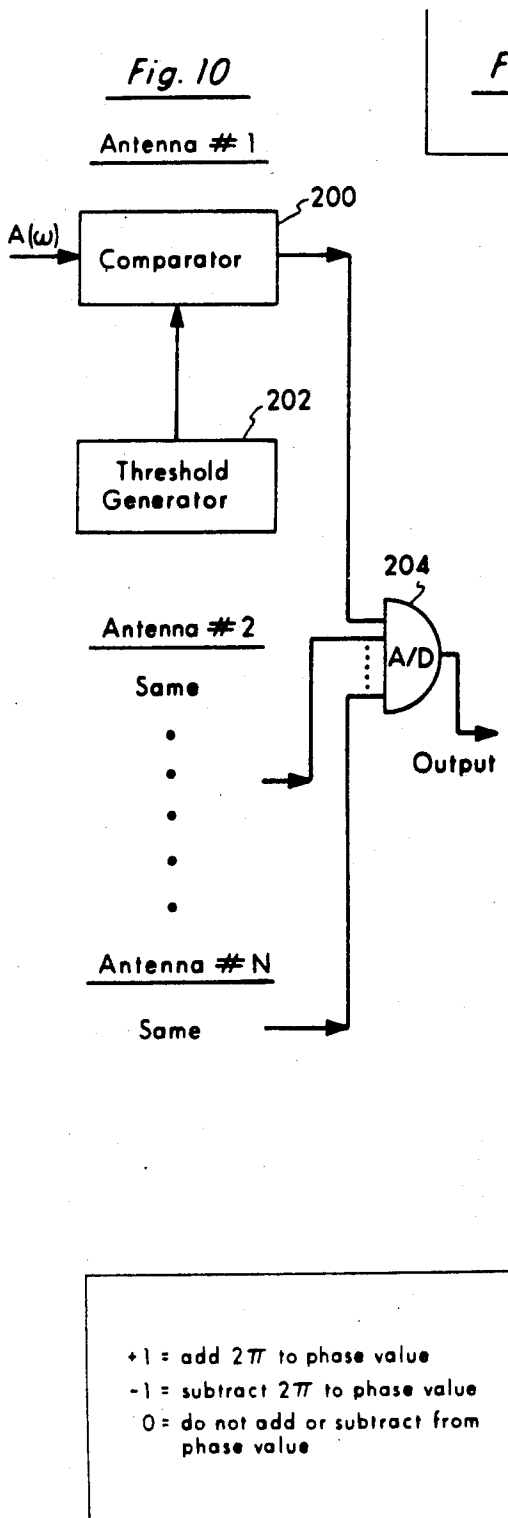 Fig. 10
F
Antenna # 1
200
A(ω)
Comparator
202
Threshold
Generator
204
Antenna # 2
A/D
Same
Output
Antenna # N
Same
+1 = add 2π to phase value
-1 = subtract 2π to phase value
0 = do not add or subtract from
phase value